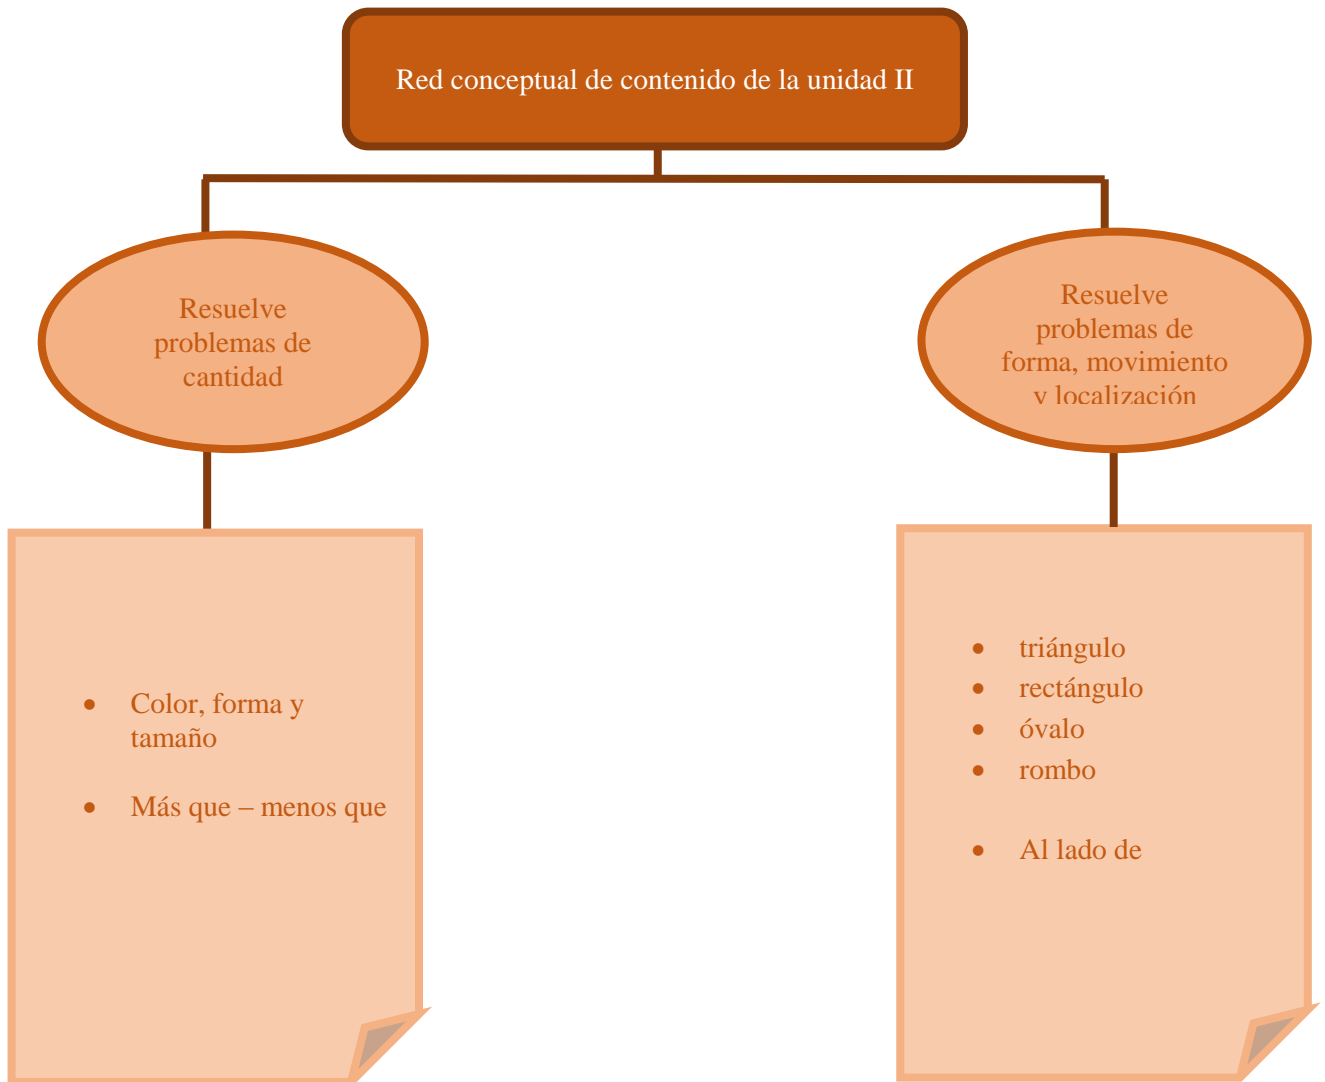 Red conceptual de contenido de la unidad II
Resuelve
problemas de
cantidad
Resuelve
problemas de
forma, movimiento
y localización
• Color, forma y
tamaño
• Más que – menos que
• triángulo
• rectángulo
• óvalo
• rombo
• Al lado de